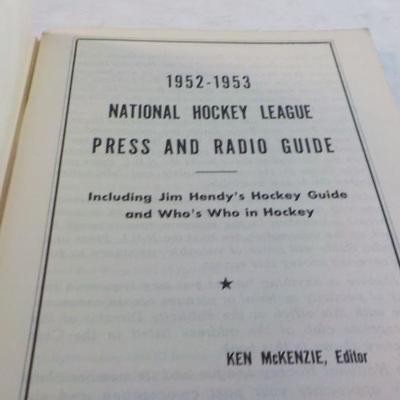 1952-1953
NATIONAL HOCKEY LEAGUE
PRESS AND RADIO GUIDE
Including Jim Hendy's Hockey Guide
and Who's Who in Hockey
KEN McKENZIE, Editor